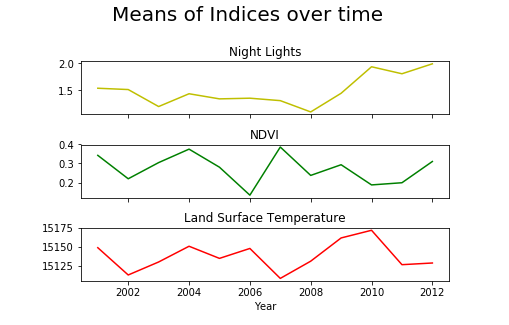 Means of Indices over time
Night Lights
2.0
1.5
NDVI
0.4
0.3
0.2
Land Surface Temperature
15175
15150
15125
2002 2004 2006 2008 2010 2012
Year